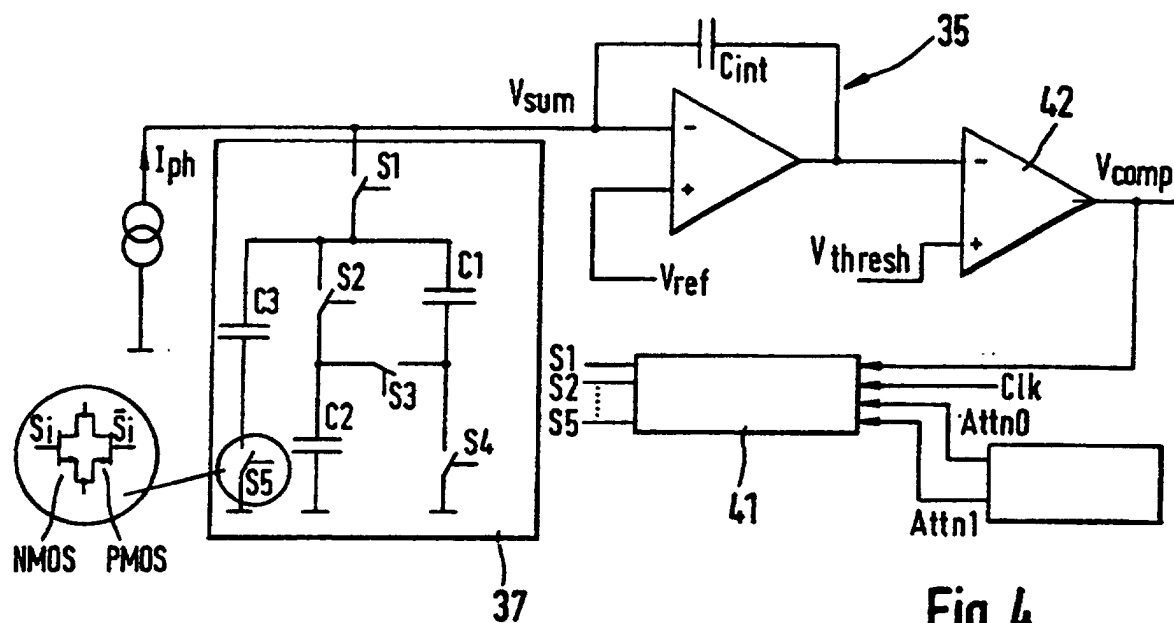 35
Cint
Vsum
42
Iph
S1
Vcomp
C1
S2
Vref
Vthresh
C3
S1
S2
S3
Clk
Si
S̄i
C2
S4
S5
Attn0
S5
41
Attn1
NMOS
PMOS
37
Fig 4